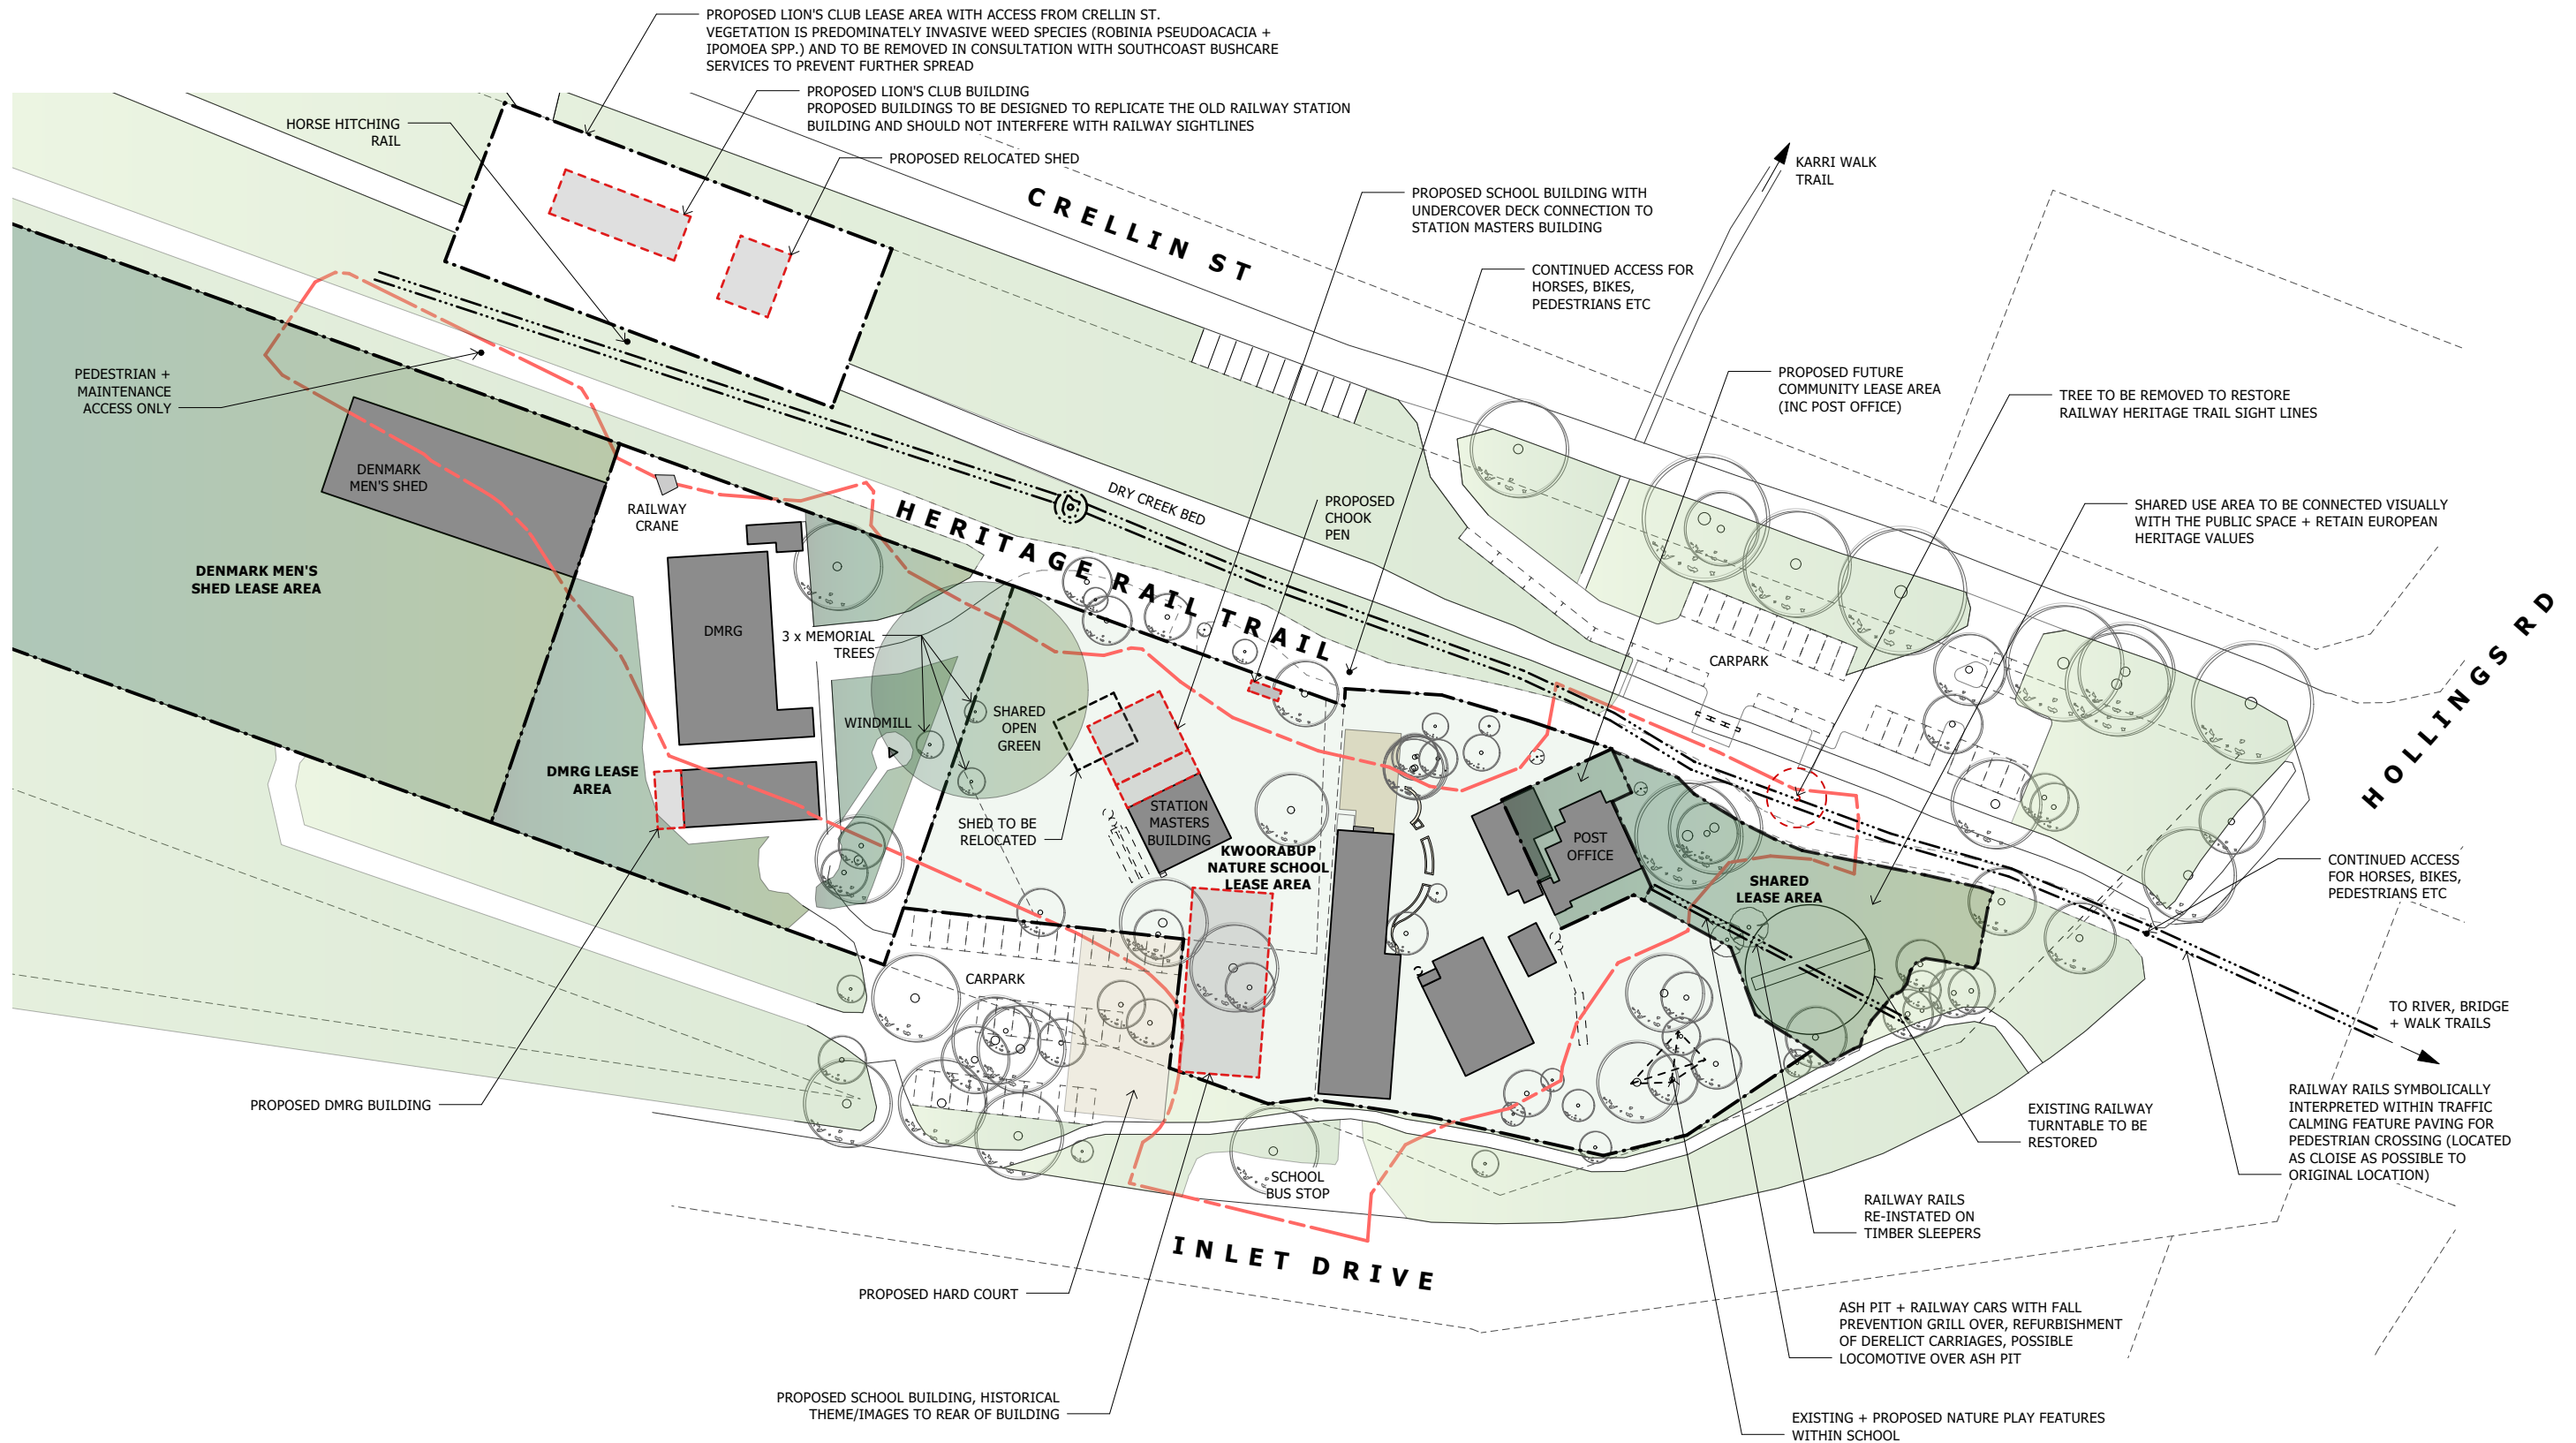 PROPOSED LION'S CLUB LEASE AREA WITH ACCESS FROM CRELLIN ST.
VEGETATION IS PREDOMINATELY INVASIVE WEED SPECIES (ROBINIA PSEUDOACACIA +
IPOMOEA SPP.) AND TO BE REMOVED IN CONSULTATION WITH SOUTHCOAST BUSHCARE
SERVICES TO PREVENT FURTHER SPREAD
PROPOSED LION'S CLUB BUILDING
PROPOSED BUILDINGS TO BE DESIGNED TO REPLICATE THE OLD RAILWAY STATION
BUILDING AND SHOULD NOT INTERFERE WITH RAILWAY SIGHTLINES
HORSE HITCHING
RAIL
PROPOSED RELOCATED SHED
CRELLIN ST
KARRI WALK
TRAIL
PROPOSED SCHOOL BUILDING WITH
UNDERCOVER DECK CONNECTION TO
STATION MASTERS BUILDING
CONTINUED ACCESS FOR
HORSES, BIKES,
PEDESTRIANS ETC
PEDESTRIAN +
MAINTENANCE
ACCESS ONLY
PROPOSED FUTURE
COMMUNITY LEASE AREA
(INC POST OFFICE)
TREE TO BE REMOVED TO RESTORE
RAILWAY HERITAGE TRAIL SIGHT LINES
DENMARK
MEN'S SHED
RAILWAY
CRANE
DRY CREEK BED
PROPOSED
CHOOK
PEN
SHARED USE AREA TO BE CONNECTED VISUALLY
WITH THE PUBLIC SPACE + RETAIN EUROPEAN
HERITAGE VALUES
HERITAGE RAIL TRAIL
DENMARK MEN'S
SHED LEASE AREA
DMRG
3 x MEMORIAL
TREES
CARPARK
HOLLINGS RD
WINDMILL
SHARED
OPEN
GREEN
DMRG LEASE
AREA
SHED TO BE
RELOCATED
STATION
MASTERS
BUILDING
KWOORABUP
NATURE SCHOOL
LEASE AREA
POST
OFFICE
SHARED
LEASE AREA
CONTINUED ACCESS
FOR HORSES, BIKES,
PEDESTRIANS ETC
CARPARK
TO RIVER, BRIDGE
+ WALK TRAILS
PROPOSED DMRG BUILDING
EXISTING RAILWAY
TURNTABLE TO BE
RESTORED
RAILWAY RAILS SYMBOLICALLY
INTERPRETED WITHIN TRAFFIC
CALMING FEATURE PAVING FOR
PEDESTRIAN CROSSING (LOCATED
AS CLOISE AS POSSIBLE TO
ORIGINAL LOCATION)
SCHOOL
BUS STOP
RAILWAY RAILS
RE-INSTATED ON
TIMBER SLEEPERS
INLET DRIVE
PROPOSED HARD COURT
ASH PIT + RAILWAY CARS WITH FALL
PREVENTION GRILL OVER, REFURBISHMENT
OF DERELICT CARRIAGES, POSSIBLE
LOCOMOTIVE OVER ASH PIT
PROPOSED SCHOOL BUILDING, HISTORICAL
THEME/IMAGES TO REAR OF BUILDING
EXISTING + PROPOSED NATURE PLAY FEATURES
WITHIN SCHOOL